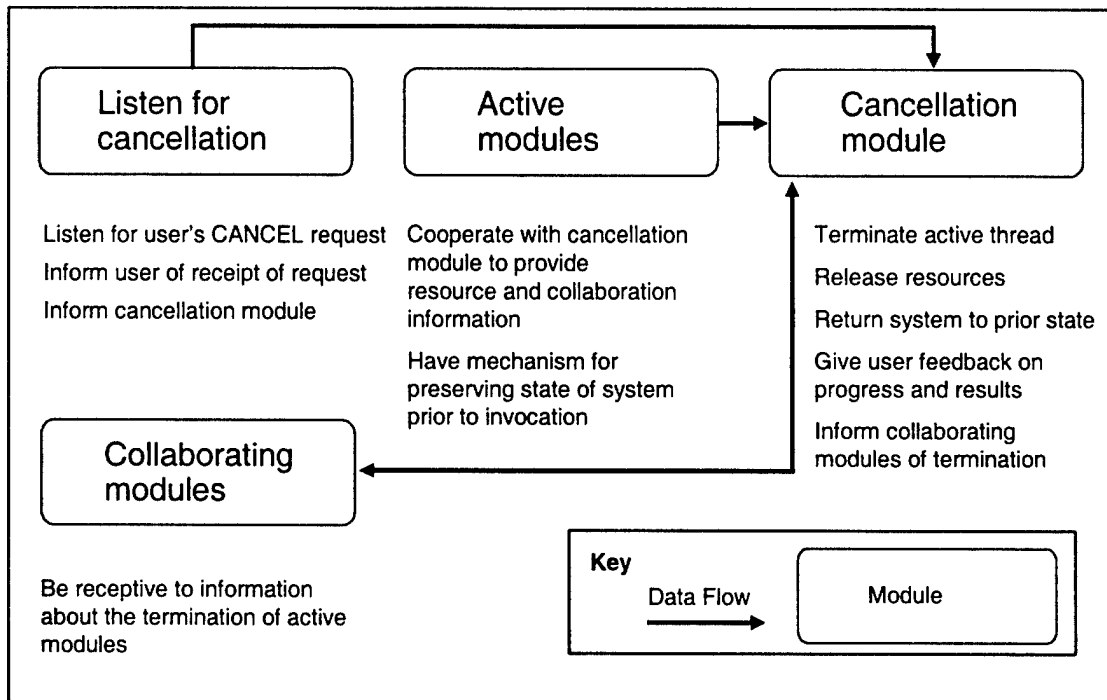 Listen for
cancellation
Active
modules
Cancellation
module
Listen for user's CANCEL request
Inform user of receipt of request
Inform cancellation module
Cooperate with cancellation
module to provide
resource and collaboration
information
Have mechanism for
preserving state of system
prior to invocation
Terminate active thread
Release resources
Return system to prior state
Give user feedback on
progress and results
Inform collaborating
modules of termination
Collaborating
modules
Be receptive to information
about the termination of active
modules
Key
Data Flow
Module